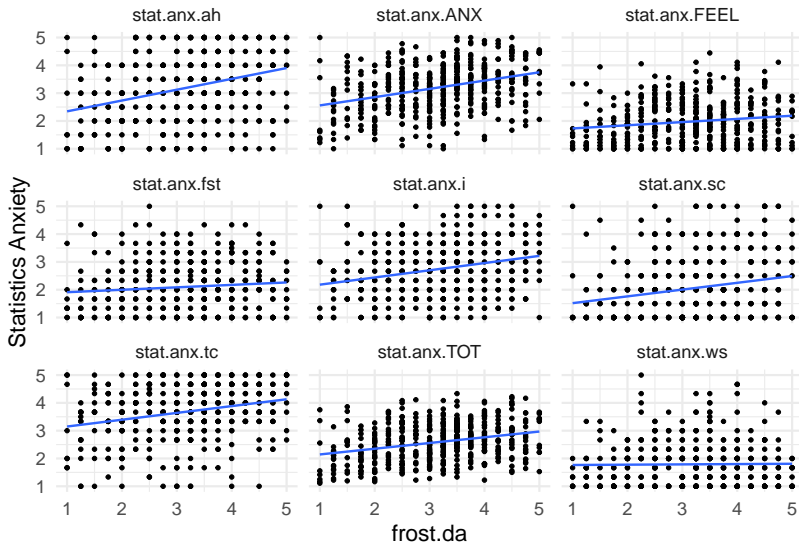 stat.anx.ah stat.anx.ANX stat.anx.FEEL
5
4
3
2
1
stat.anx.fst stat.anx.i stat.anx.sc
5
4
3
2
1
stat.anx.tc stat.anx.TOT stat.anx.ws
5
4
3
2
1
1 2 3 4 5 1 2 3 4 5 1 2 3 4 5
Statistics Anxiety
frost.da